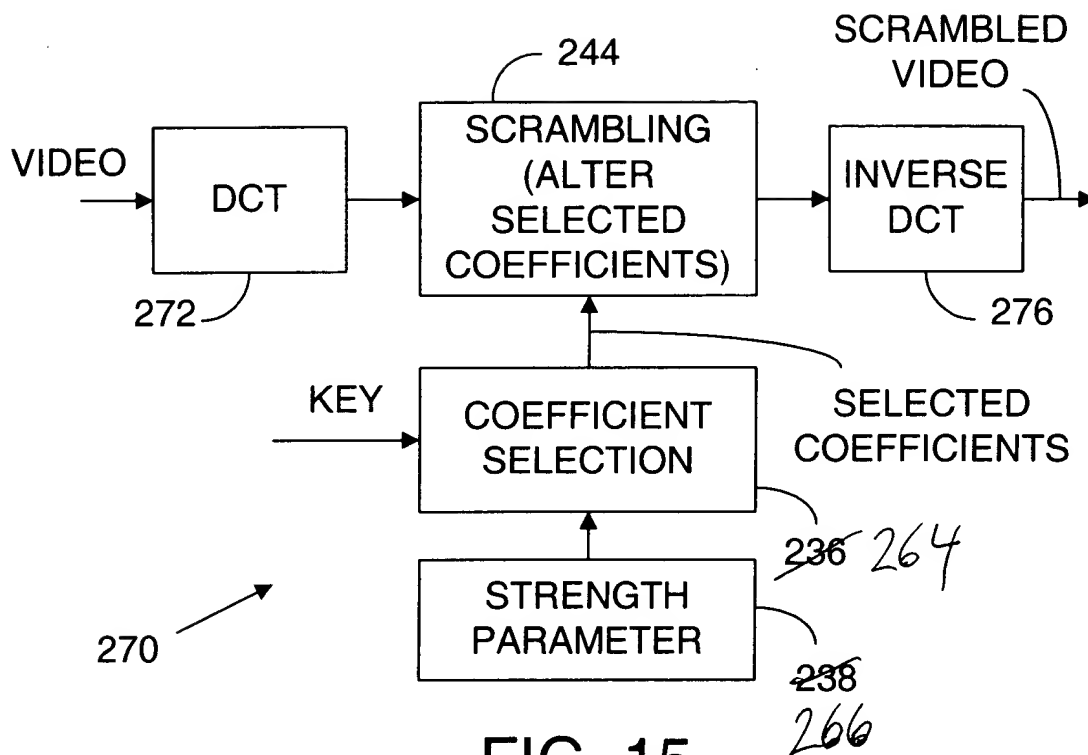 SCRAMBLED
VIDEO
244
VIDEO
DCT
SCRAMBLING
(ALTER
SELECTED
COEFFICIENTS)
INVERSE
DCT
272
276
KEY
COEFFICIENT
SELECTION
SELECTED
COEFFICIENTS
236 264
STRENGTH
PARAMETER
270
238
266
FIG. 15